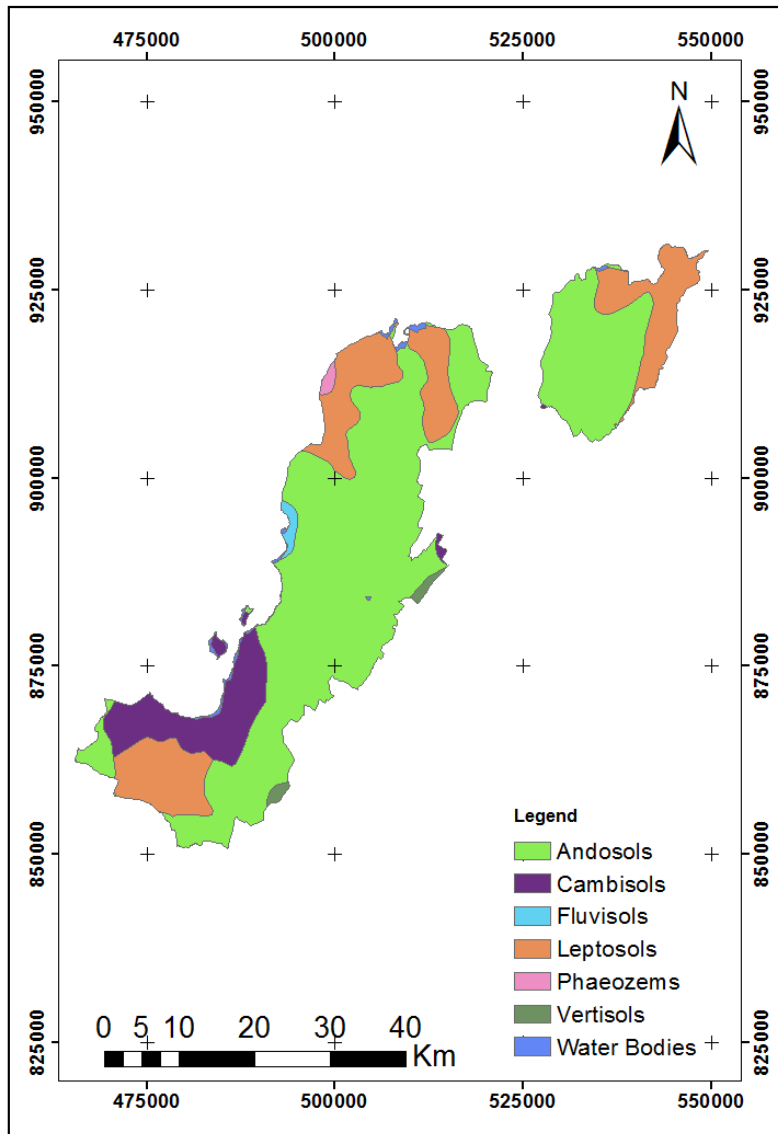 475000 500000 525000 550000
950000 950000
N
925000 925000
900000 900000
875000 875000
850000 850000
Legend
Andosols
Cambisols
Fluvisols
Leptosols
Phaeozems
Vertisols
Water Bodies
0 5 10 20 30 40
Km
825000 825000
475000 500000 525000 550000